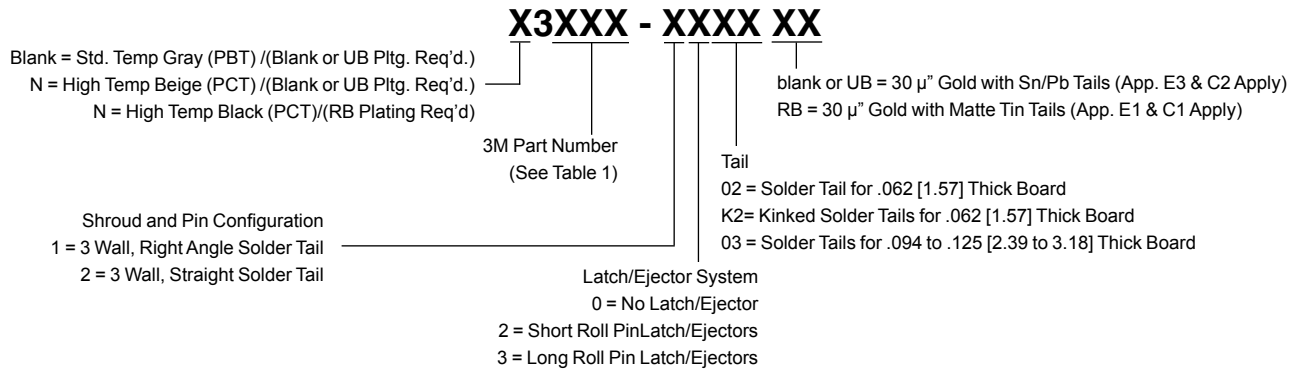 X3XXX - XXXX XX
Blank = Std. Temp Gray (PBT) /(Blank or UB Pltg. Req’d.)
N = High Temp Beige (PCT) /(Blank or UB Pltg. Req’d.)
N = High Temp Black (PCT)/(RB Plating Req’d)
blank or UB = 30 µ” Gold with Sn/Pb Tails (App. E3 & C2 Apply)
RB = 30 µ” Gold with Matte Tin Tails (App. E1 & C1 Apply)
3M Part Number
(See Table 1)
Tail
02 = Solder Tail for .062 [1.57] Thick Board
K2= Kinked Solder Tails for .062 [1.57] Thick Board
03 = Solder Tails for .094 to .125 [2.39 to 3.18] Thick Board
Shroud and Pin Configuration
1 = 3 Wall, Right Angle Solder Tail
2 = 3 Wall, Straight Solder Tail
Latch/Ejector System
0 = No Latch/Ejector
2 = Short Roll PinLatch/Ejectors
3 = Long Roll Pin Latch/Ejectors